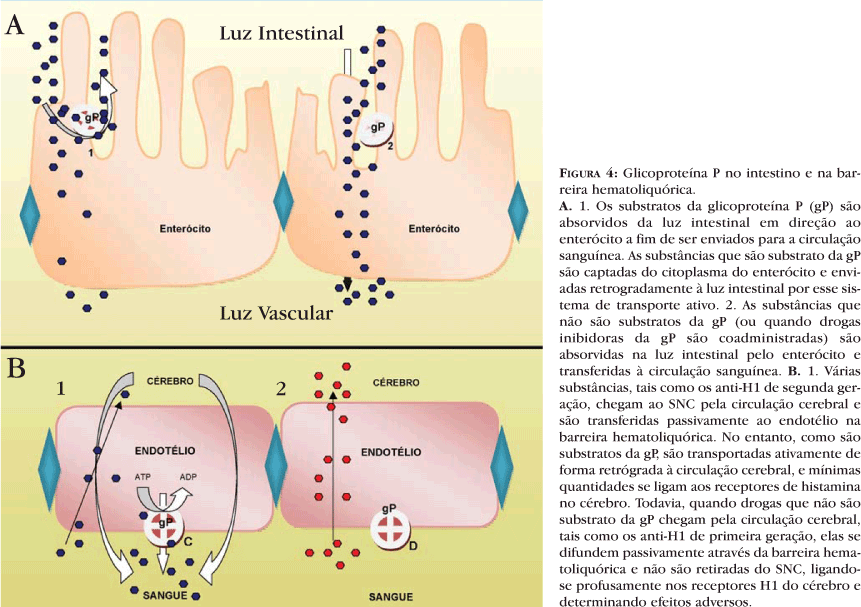 A
Luz Intestinal
gP
1
gP
2
Enterócito
Enterócito
Luz Vascular
B
1
CÉREBRO
2
CÉREBRO
ENDOTÉLIO
ENDOTÉLIO
ATP
ADP
gP
C
gP
D
SANGUE
SANGUE
FIGURA 4: Glicoproteína P no intestino e na bar-
reira hematoliquórica.
A. 1. Os substratos da glicoproteína P (gP) são
absorvidos da luz intestinal em direção ao
enterócito a fim de ser enviados para a circulação
sanguínea. As substâncias que são substrato da gP
são captadas do citoplasma do enterócito e envi-
adas retrogradamente à luz intestinal por esse sis-
tema de transporte ativo. 2. As substâncias que
não são substratos da gP (ou quando drogas
inibidoras da gP são coadministradas) são
absorvidas na luz intestinal pelo enterócito e
transferidas à circulação sanguínea. B. 1. Várias
substâncias, tais como os anti-H1 de segunda ger-
ação, chegam ao SNC pela circulação cerebral e
são transferidas passivamente ao endotélio na
barreira hematoliquórica. No entanto, como são
substratos da gP, são transportadas ativamente de
forma retrógrada à circulação cerebral, e mínimas
quantidades se ligam aos receptores de histamina
no cérebro. Todavia, quando drogas que não são
substrato da gP chegam pela circulação cerebral,
tais como os anti-H1 de primeira geração, elas se
difundem passivamente através da barreira hema-
toliquórica e não são retiradas do SNC, ligando-
se profusamente nos receptores H1 do cérebro e
determinando efeitos adversos.